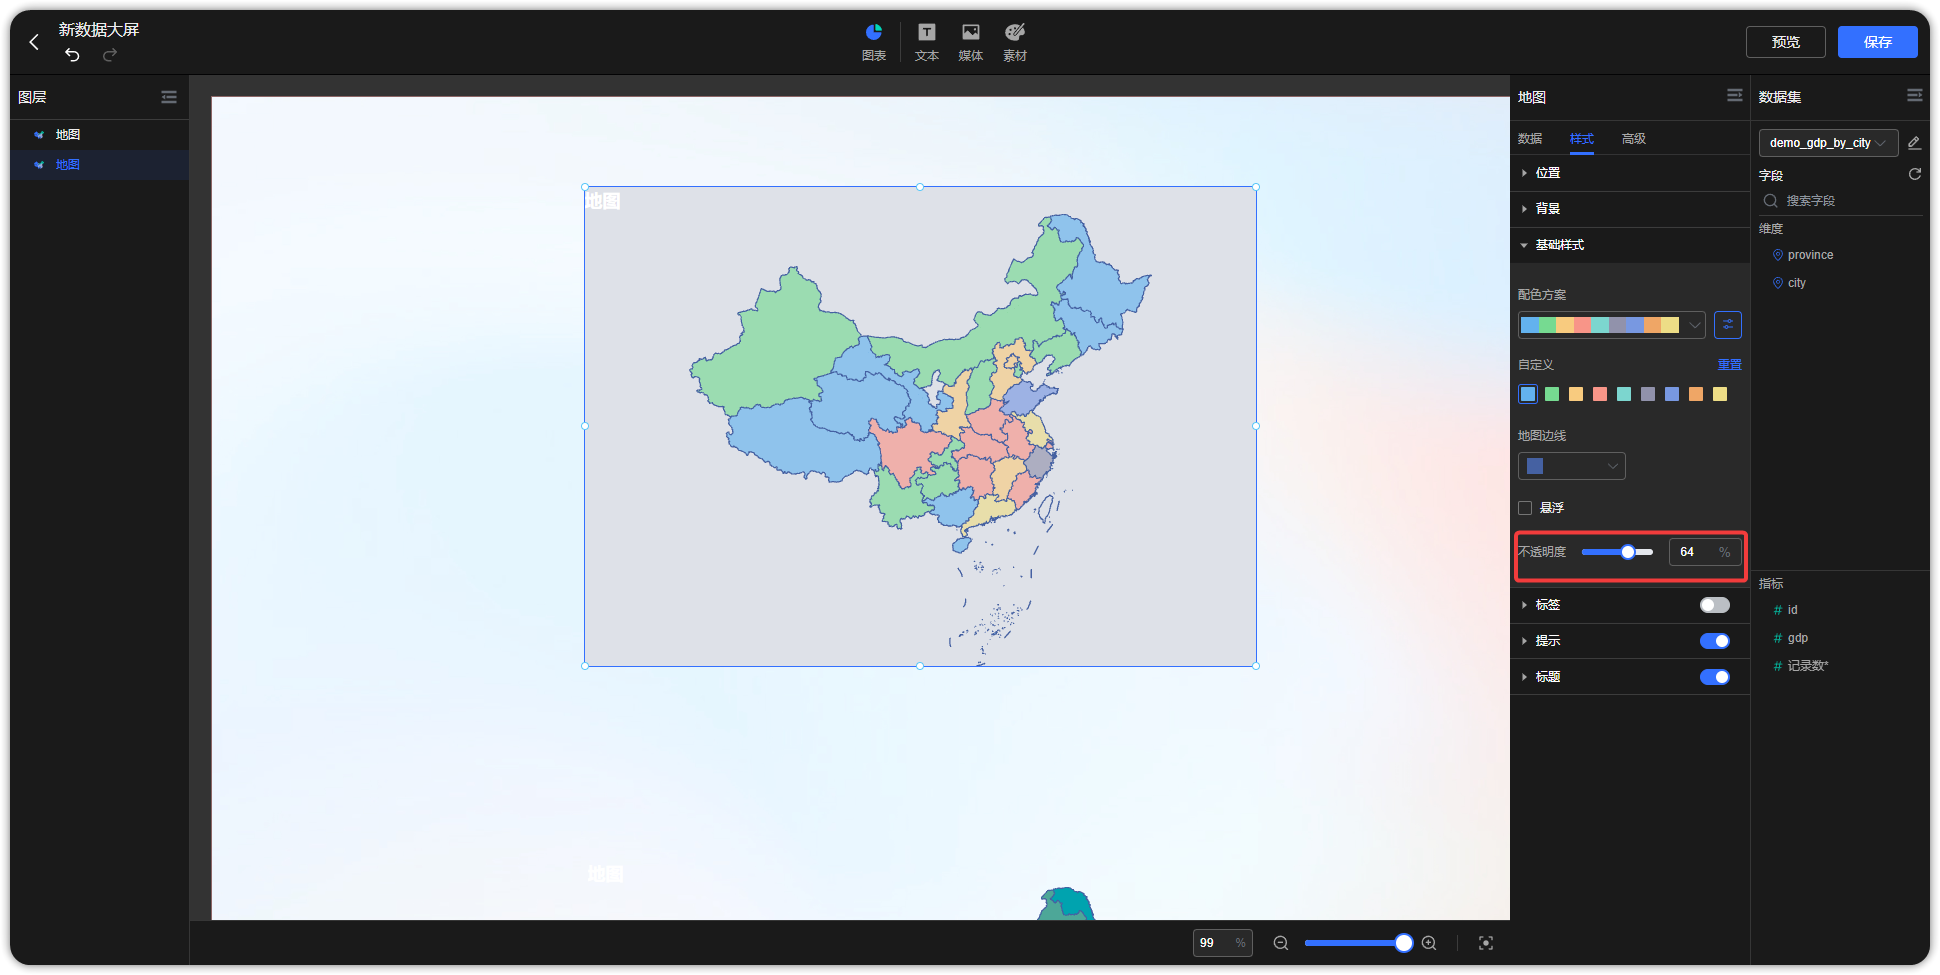 新数据大屏
图表
文本
媒体
素材
预览
保存
图层
地图
地图
地图
地图
地图
数据
样式
高级
位置
背景
基础样式
配色方案
自定义
重置
地图边线
悬浮
不透明度
64 %
标签
提示
标题
数据集
demo_gdp_by_city
字段
搜索字段
维度
province
city
指标
# id
# gdp
# 记录数*
99 %